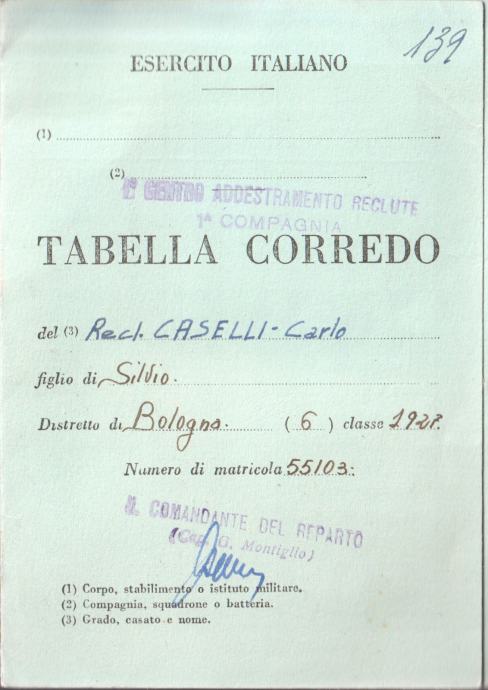 139
ESERCITO ITALIANO
(1)
(2)
1° CENTRO ADDESTRAMENTO RECLUTE
1ª COMPAGNIA
TABELLA CORREDO
del (3) Recl. CASELLI - Carlo
figlio di Silvio.
Distretto di Bologna. ( 6 ) classe 1927.
Numero di matricola 55103.
IL COMANDANTE DEL REPARTO
(Cap. G. Montiglio)
(1) Corpo, stabilimento o istituto militare.
(2) Compagnia, squadrone o batteria.
(3) Grado, casato e nome.